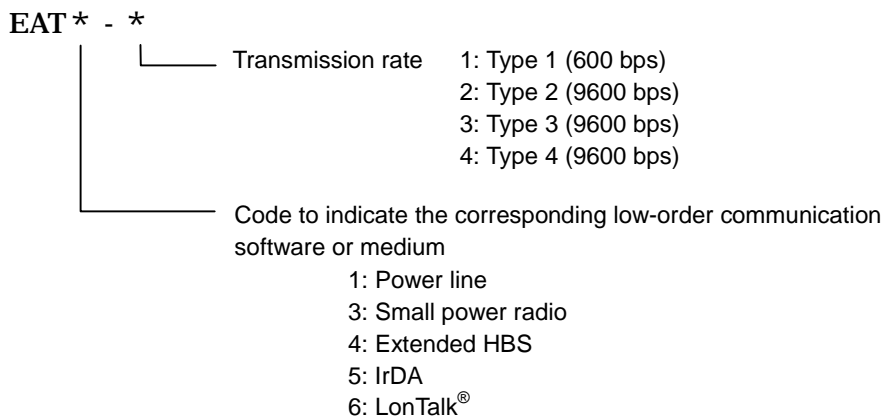 EAT * - *
Transmission rate 1: Type 1 (600 bps)
2: Type 2 (9600 bps)
3: Type 3 (9600 bps)
4: Type 4 (9600 bps)
Code to indicate the corresponding low-order communication
software or medium
1: Power line
3: Small power radio
4: Extended HBS
5: IrDA
6: LonTalk®